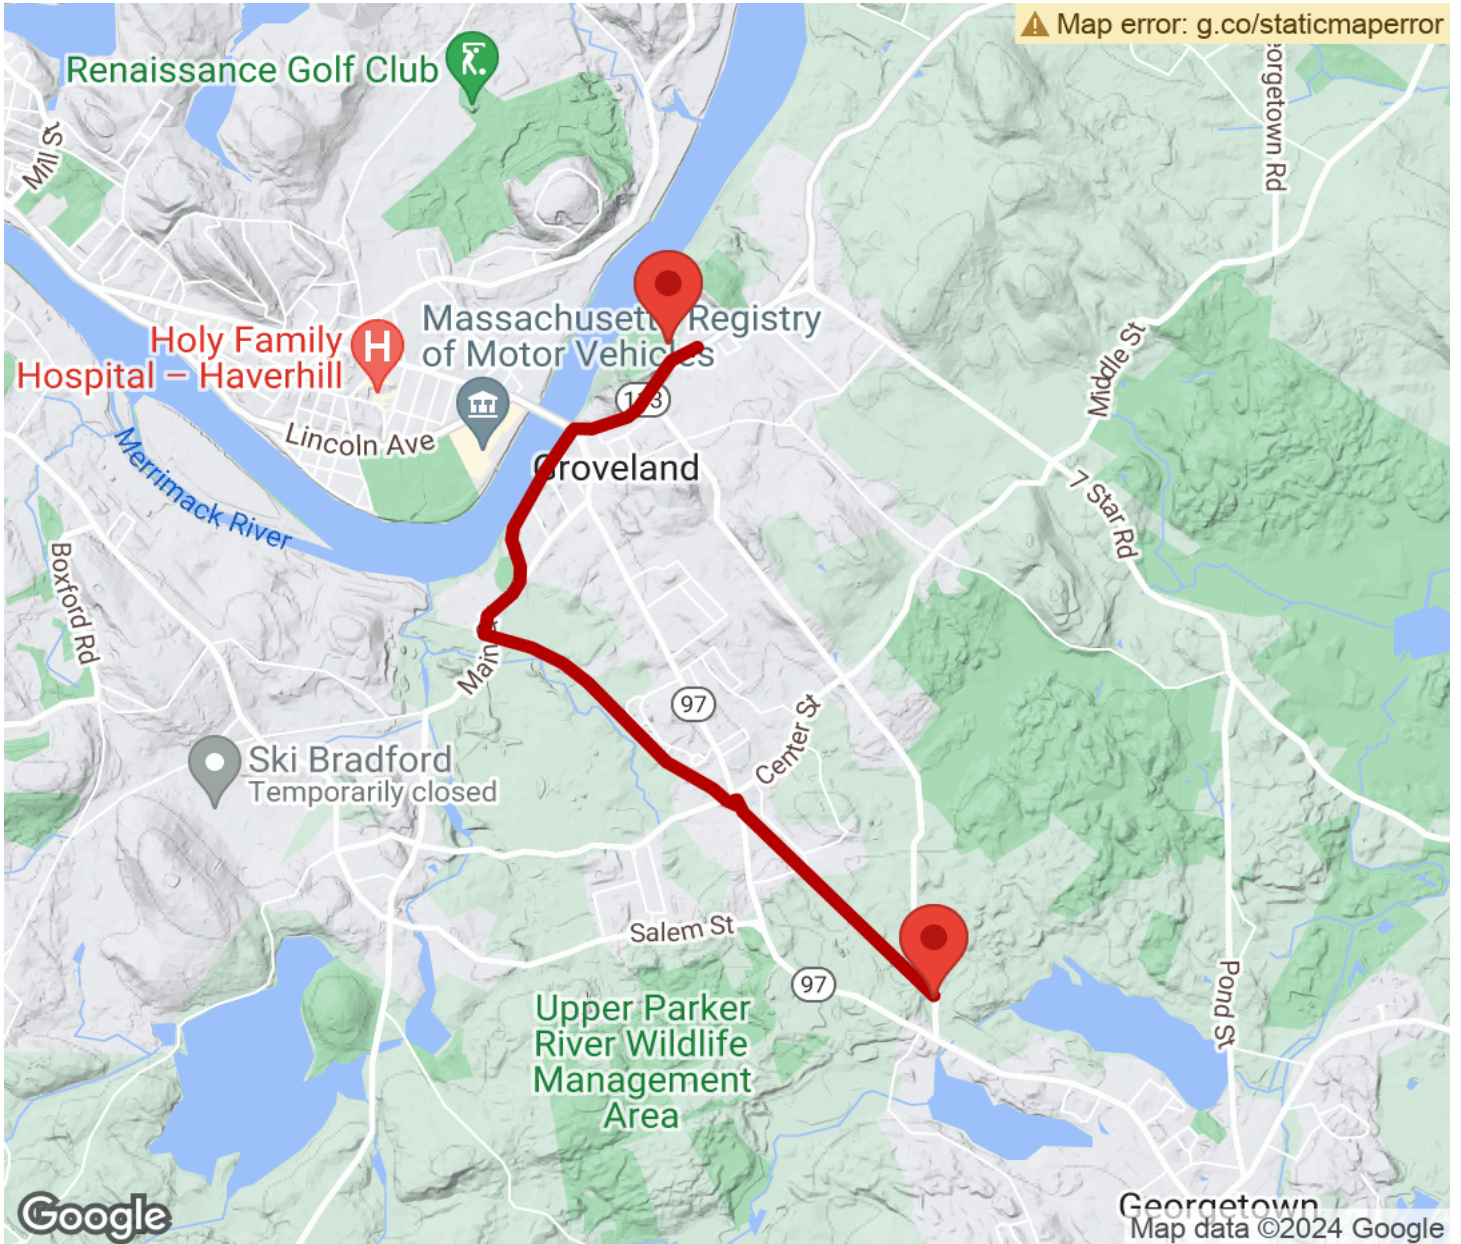 Map error: g.co/staticmaperror
Renaissance Golf Club
Georgetown Rd
Mill St
Massachusetts Registry
of Motor Vehicles
Holy Family
Hospital – Haverhill
Middle St
113
Lincoln Ave
Groveland
Merrimack River
7 Star Rd
Boxford Rd
Main
97
Center St
Ski Bradford
Temporarily closed
Salem St
97
Upper Parker
River Wildlife
Management
Area
Pond St
Georgetown
Google
Map data ©2024 Google